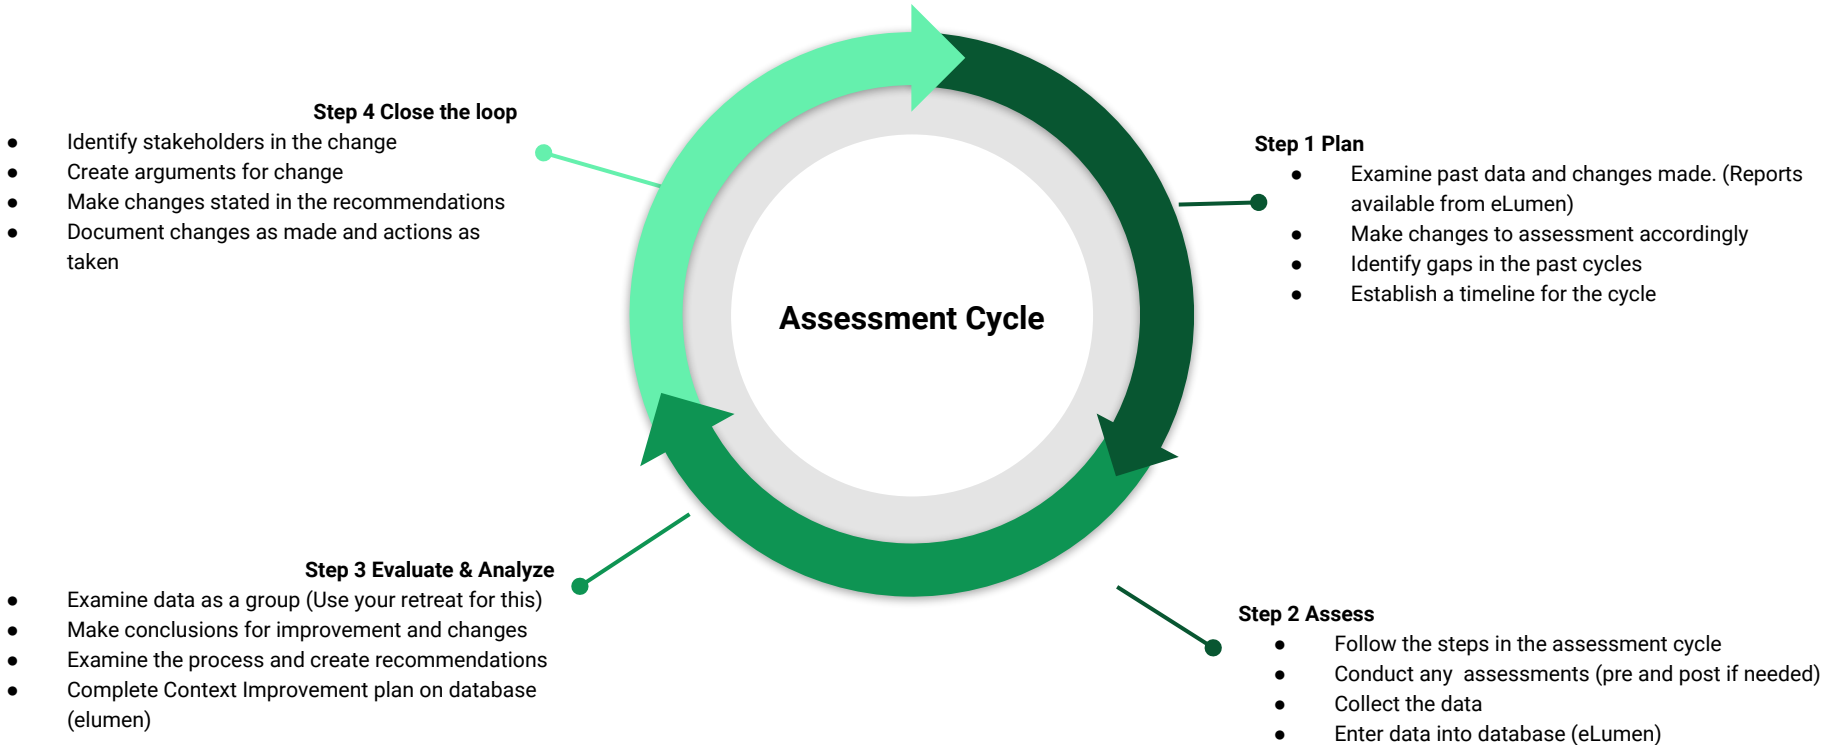 Assessment Cycle
Step 1 Plan
● Examine past data and changes made. (Reports
available from eLumen)
● Make changes to assessment accordingly
● Identify gaps in the past cycles
● Establish a timeline for the cycle
Step 2 Assess
● Follow the steps in the assessment cycle
● Conduct any  assessments (pre and post if needed)
● Collect the data
● Enter data into database (eLumen)
Step 3 Evaluate & Analyze
● Examine data as a group (Use your retreat for this)
● Make conclusions for improvement and changes
● Examine the process and create recommendations
● Complete Context Improvement plan on database
(elumen)
Step 4 Close the loop
● Identify stakeholders in the change
● Create arguments for change
● Make changes stated in the recommendations
● Document changes as made and actions as
taken